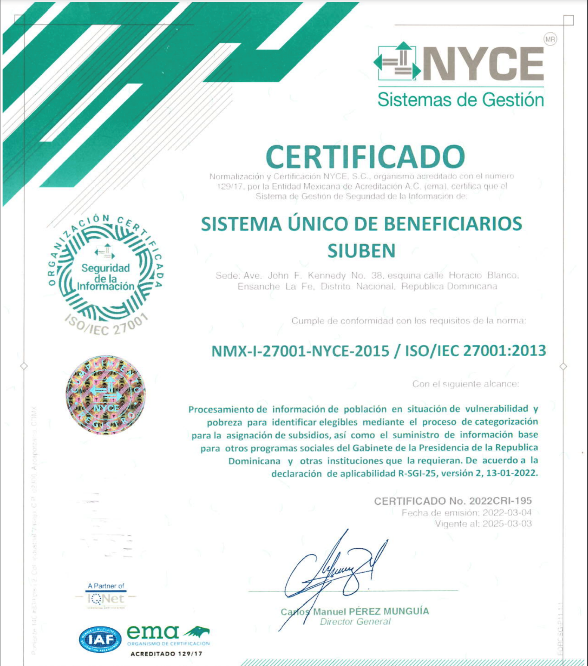 NYCE
MR
Sistemas de Gestión
CERTIFICADO
Normalización y Certificación NYCE, S.C., organismo acreditado con el número
129/17, por la Entidad Mexicana de Acreditación A.C. (ema), certifica que el
Sistema de Gestión de Seguridad de la Información de:
SISTEMA ÚNICO DE BENEFICIARIOS
SIUBEN
ORGANIZACIÓN CERTIFICADA
Seguridad
de la
Información
ISO/IEC 27001
Sede: Ave. John F. Kennedy No. 38, esquina calle Horacio Blanco,
Ensanche La Fe, Distrito Nacional, Republica Dominicana
Cumple de conformidad con los requisitos de la norma:
NMX-I-27001-NYCE-2015 / ISO/IEC 27001:2013
NYCE
Con el siguiente alcance:
Procesamiento de información de población en situación de vulnerabilidad y
pobreza para identificar elegibles mediante el proceso de categorización
para la asignación de subsidios, así como el suministro de información base
para otros programas sociales del Gabinete de la Presidencia de la Republica
Dominicana y otras instituciones que la requieran. De acuerdo a la
declaración de aplicabilidad R-SGI-25, versión 2, 13-01-2022.
CERTIFICADO No. 2022CRI-195
Fecha de emisión: 2022-03-04
Vigente al: 2025-03-03
Carlos Manuel PÉREZ MUNGUÍA
Director General
A Partner of
IQNet
IAF
ema
ORGANISMO DE CERTIFICACIÓN
ACREDITADO 129/17